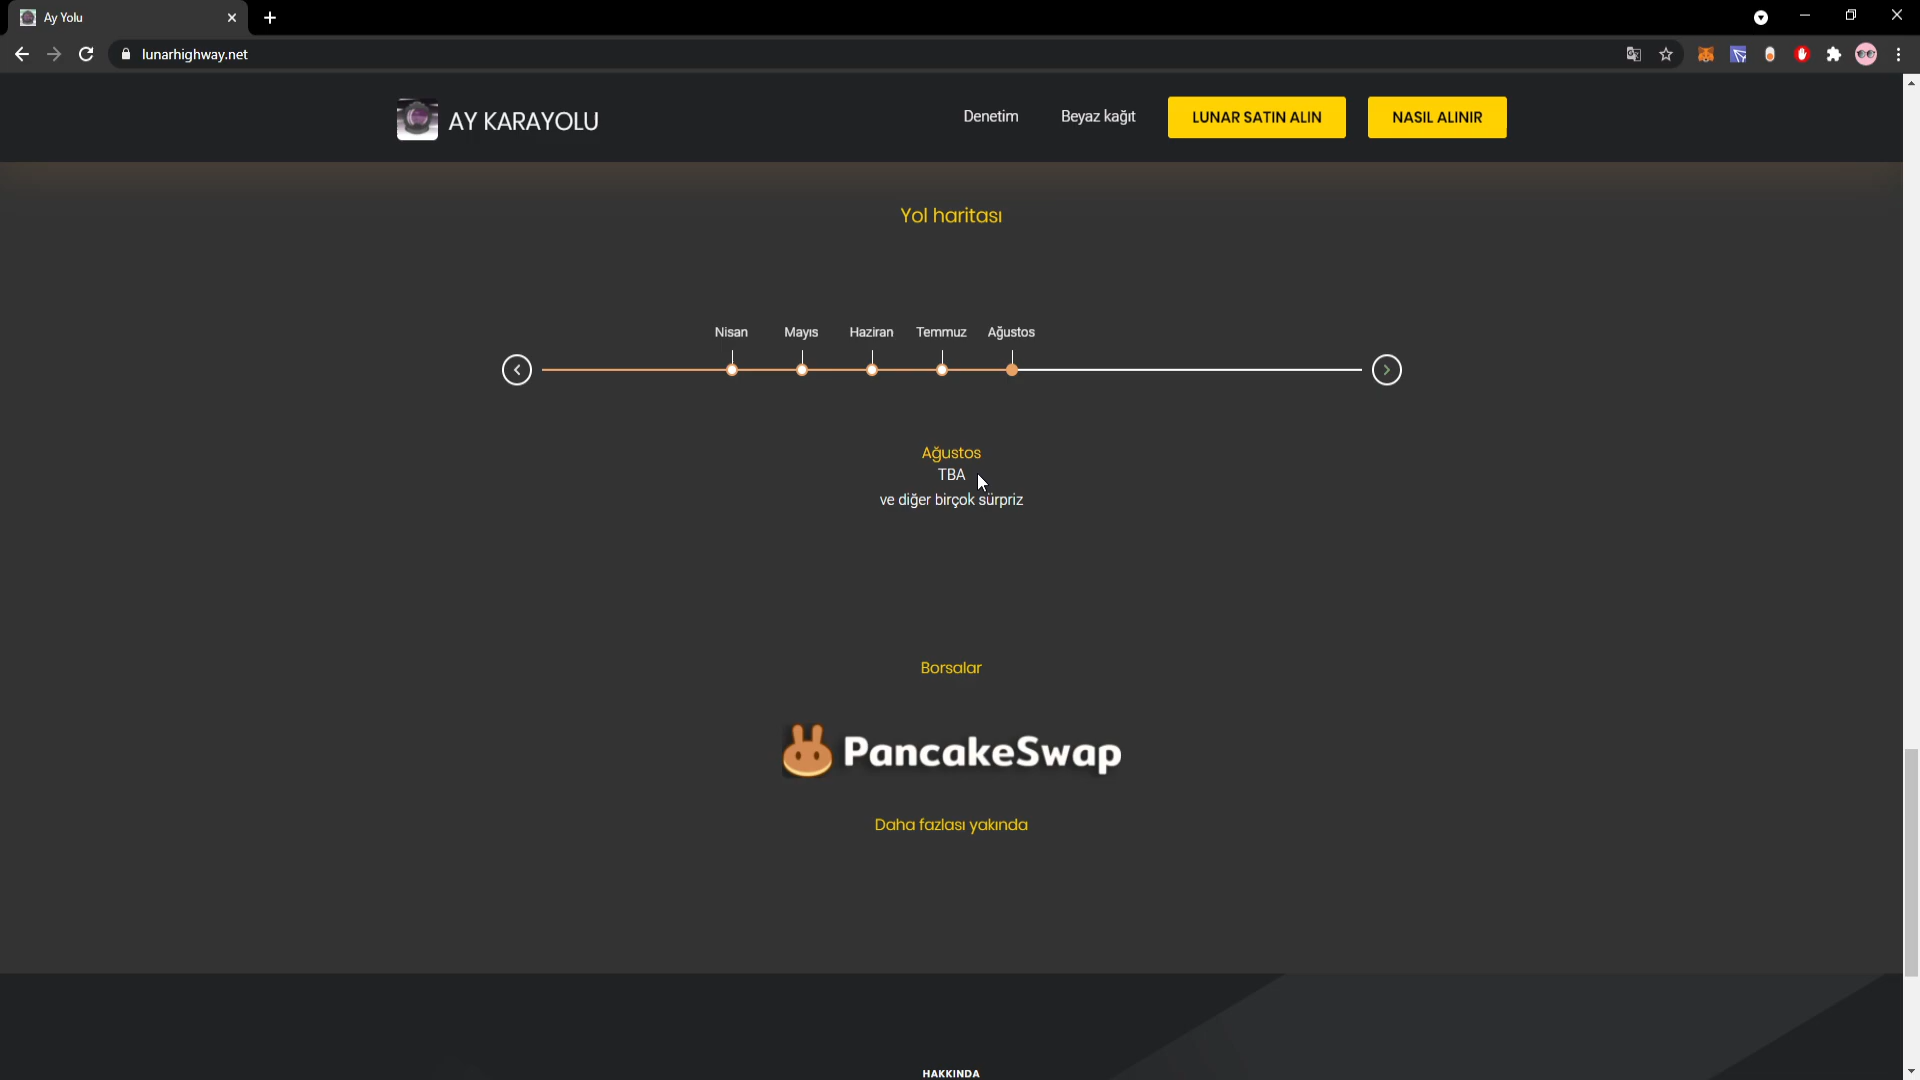 Ay Yolu
lunarhighway.net
AY KARAYOLU
Denetim
Beyaz kağıt
LUNAR SATIN ALIN
NASIL ALINIR
Yol haritası
Nisan
Mayıs
Haziran
Temmuz
Ağustos
Ağustos
TBA
ve diğer birçok sürpriz
Borsalar
PancakeSwap
Daha fazlası yakında
HAKKINDA